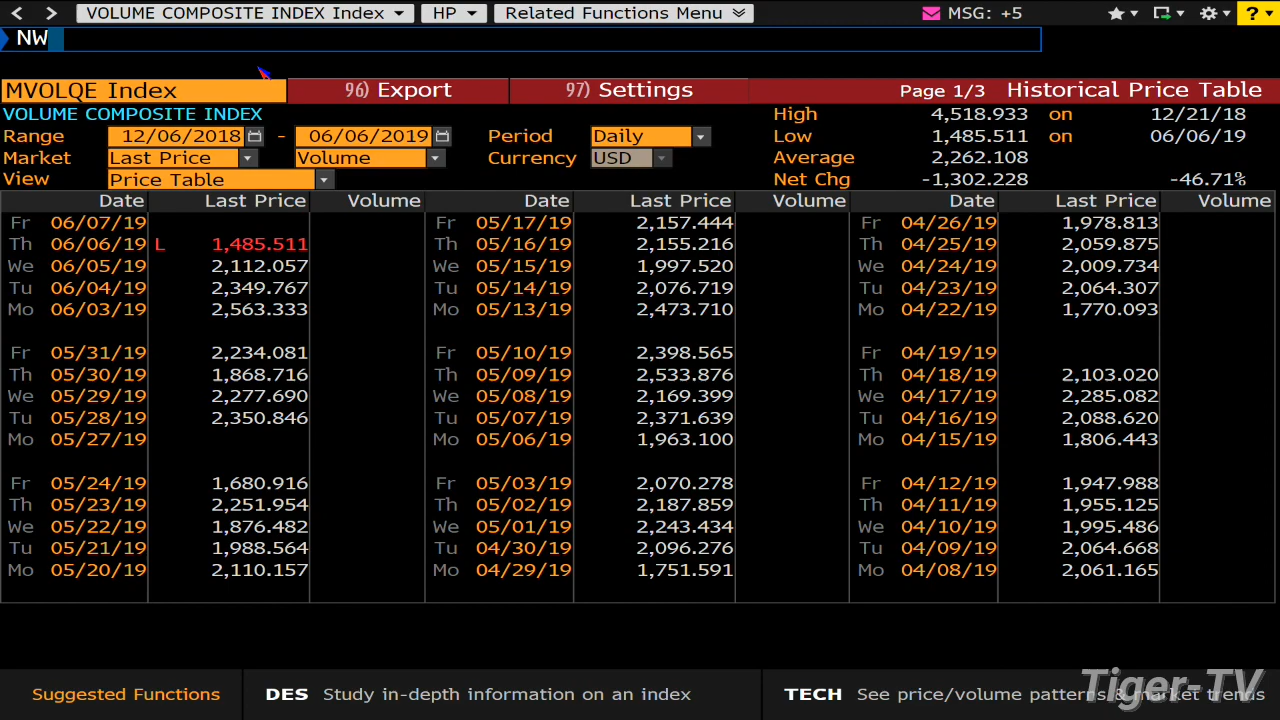 VOLUME COMPOSITE INDEX Index HP Related Functions Menu MSG: +5 ?
NW
MVOLQE Index 96) Export 97) Settings Page 1/3 Historical Price Table
VOLUME COMPOSITE INDEX High 4,518.933 on 12/21/18
Range 12/06/2018 - 06/06/2019 Period Daily Low 1,485.511 on 06/06/19
Market Last Price Volume Currency USD Average 2,262.108
View Price Table Net Chg -1,302.228 -46.71%
Date Last Price Volume Date Last Price Volume Date Last Price Volume
Fr 06/07/19 Fr 05/17/19 2,157.444 Fr 04/26/19 1,978.813
Th 06/06/19 L 1,485.511 Th 05/16/19 2,155.216 Th 04/25/19 2,059.875
We 06/05/19 2,112.057 We 05/15/19 1,997.520 We 04/24/19 2,009.734
Tu 06/04/19 2,349.767 Tu 05/14/19 2,076.719 Tu 04/23/19 2,064.307
Mo 06/03/19 2,563.333 Mo 05/13/19 2,473.710 Mo 04/22/19 1,770.093
Fr 05/31/19 2,234.081 Fr 05/10/19 2,398.565 Fr 04/19/19
Th 05/30/19 1,868.716 Th 05/09/19 2,533.876 Th 04/18/19 2,103.020
We 05/29/19 2,277.690 We 05/08/19 2,169.399 We 04/17/19 2,285.082
Tu 05/28/19 2,350.846 Tu 05/07/19 2,371.639 Tu 04/16/19 2,088.620
Mo 05/27/19 Mo 05/06/19 1,963.100 Mo 04/15/19 1,806.443
Fr 05/24/19 1,680.916 Fr 05/03/19 2,070.278 Fr 04/12/19 1,947.988
Th 05/23/19 2,251.954 Th 05/02/19 2,187.859 Th 04/11/19 1,955.125
We 05/22/19 1,876.482 We 05/01/19 2,243.434 We 04/10/19 1,995.486
Tu 05/21/19 1,988.564 Tu 04/30/19 2,096.276 Tu 04/09/19 2,064.668
Mo 05/20/19 2,110.157 Mo 04/29/19 1,751.591 Mo 04/08/19 2,061.165
Suggested Functions DES Study in-depth information on an index TECH See price/volume patterns & market trends
Tiger-TV